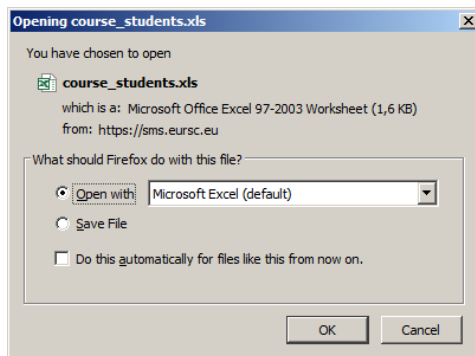 Opening course_students.xls
You have chosen to open
course_students.xls
which is a: Microsoft Office Excel 97-2003 Worksheet (1,6 KB)
from: https://sms.eursc.eu
What should Firefox do with this file?
Open with Microsoft Excel (default)
Save File
Do this automatically for files like this from now on.
OK Cancel